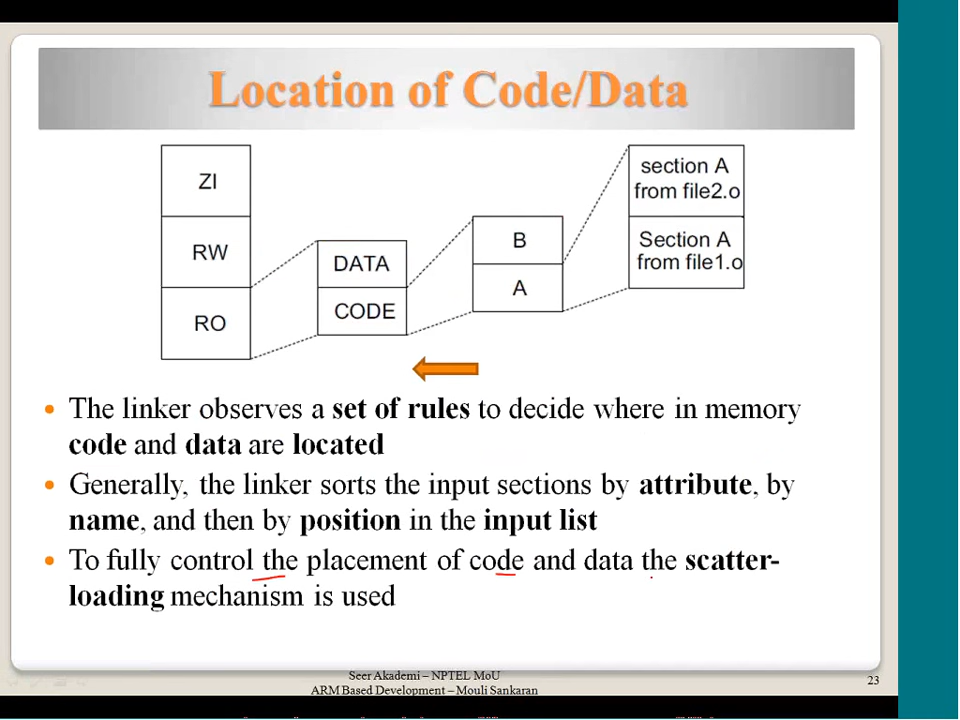 Location of Code/Data
ZI
RW
RO
DATA
CODE
B
A
section A
from file2.o
Section A
from file1.o
• The linker observes a set of rules to decide where in memory
code and data are located
• Generally, the linker sorts the input sections by attribute, by
name, and then by position in the input list
• To fully control the placement of code and data the scatter-
loading mechanism is used
Seer Akademi – NPTEL MoU
ARM Based Development – Mouli Sankaran
23